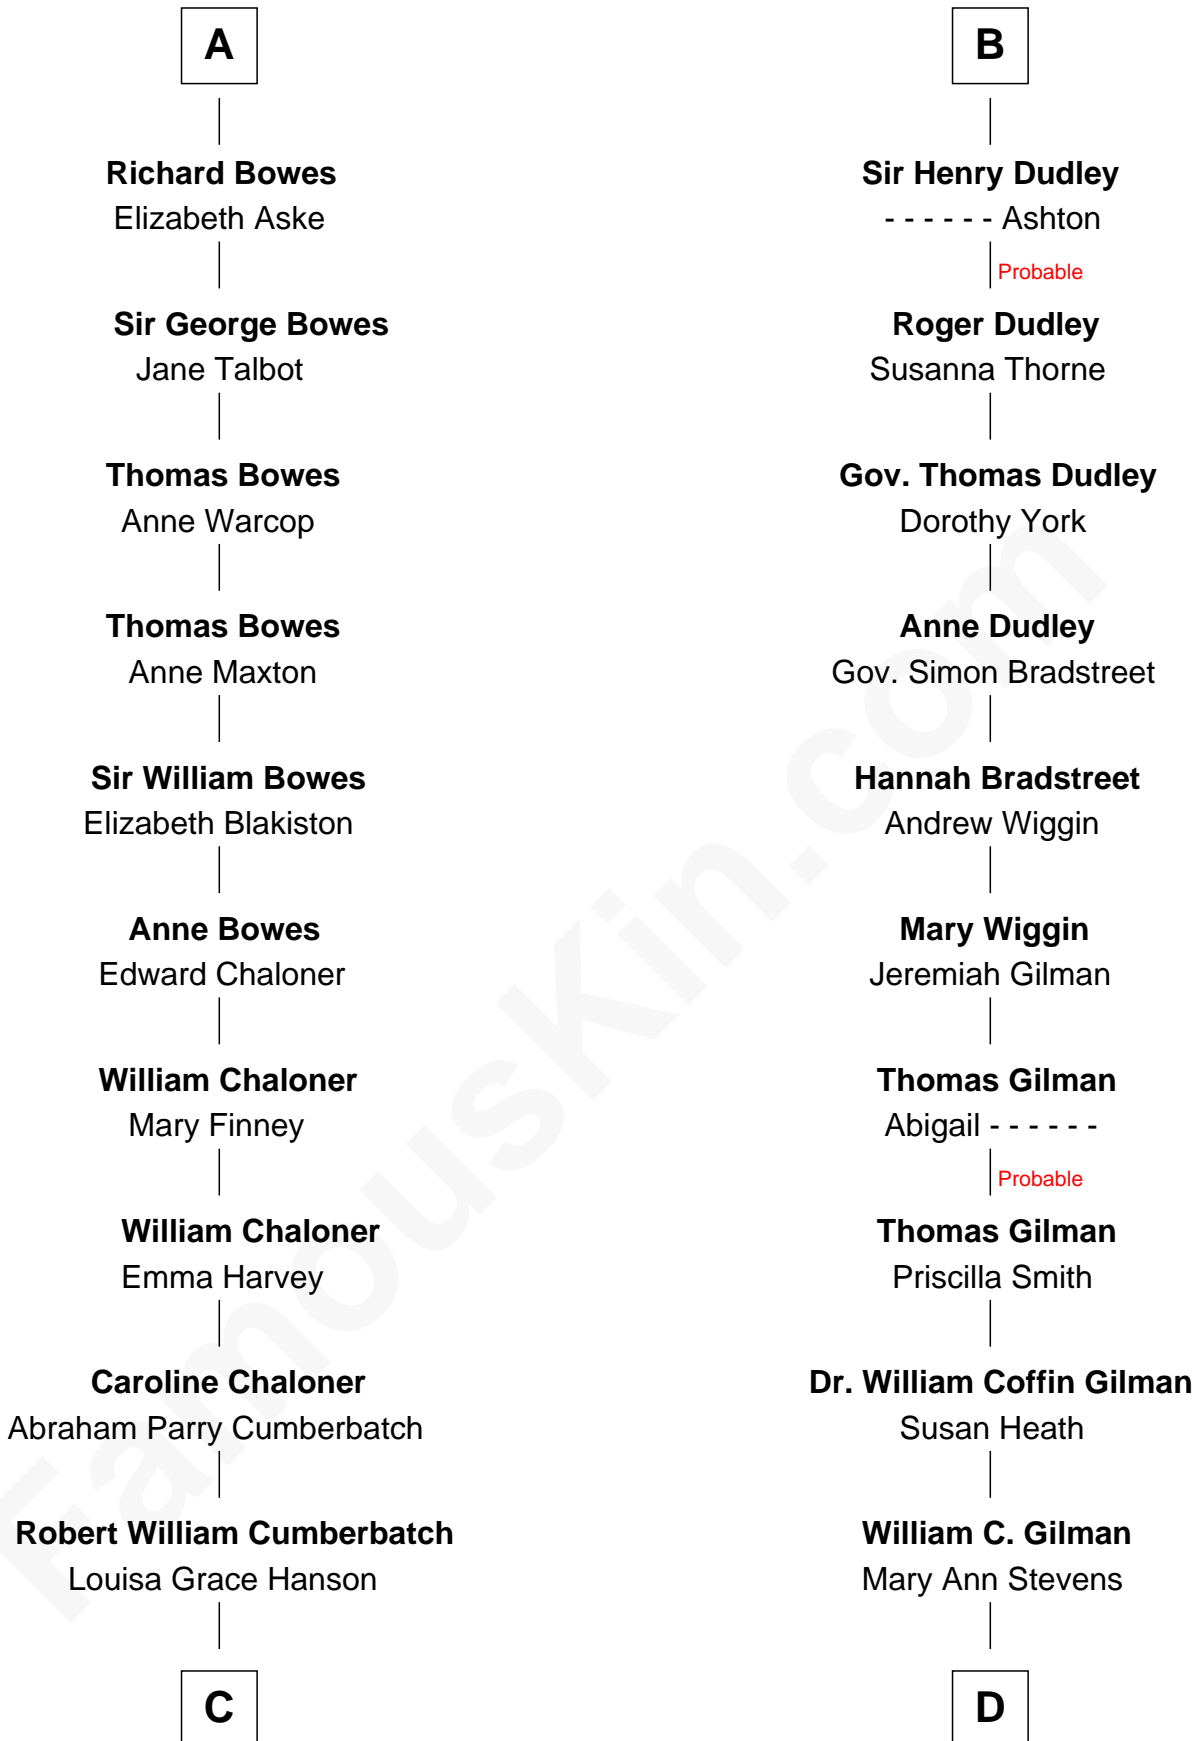 A
Richard Bowes
Elizabeth Aske
Sir George Bowes
Jane Talbot
Thomas Bowes
Anne Warcop
Thomas Bowes
Anne Maxton
Sir William Bowes
Elizabeth Blakiston
Anne Bowes
Edward Chaloner
William Chaloner
Mary Finney
William Chaloner
Emma Harvey
Caroline Chaloner
Abraham Parry Cumberbatch
Robert William Cumberbatch
Louisa Grace Hanson
C
B
Sir Henry Dudley
- - - - - - Ashton
Probable
Roger Dudley
Susanna Thorne
Gov. Thomas Dudley
Dorothy York
Anne Dudley
Gov. Simon Bradstreet
Hannah Bradstreet
Andrew Wiggin
Mary Wiggin
Jeremiah Gilman
Thomas Gilman
Abigail - - - - - -
Probable
Thomas Gilman
Priscilla Smith
Dr. William Coffin Gilman
Susan Heath
William C. Gilman
Mary Ann Stevens
D
FamousKin.com